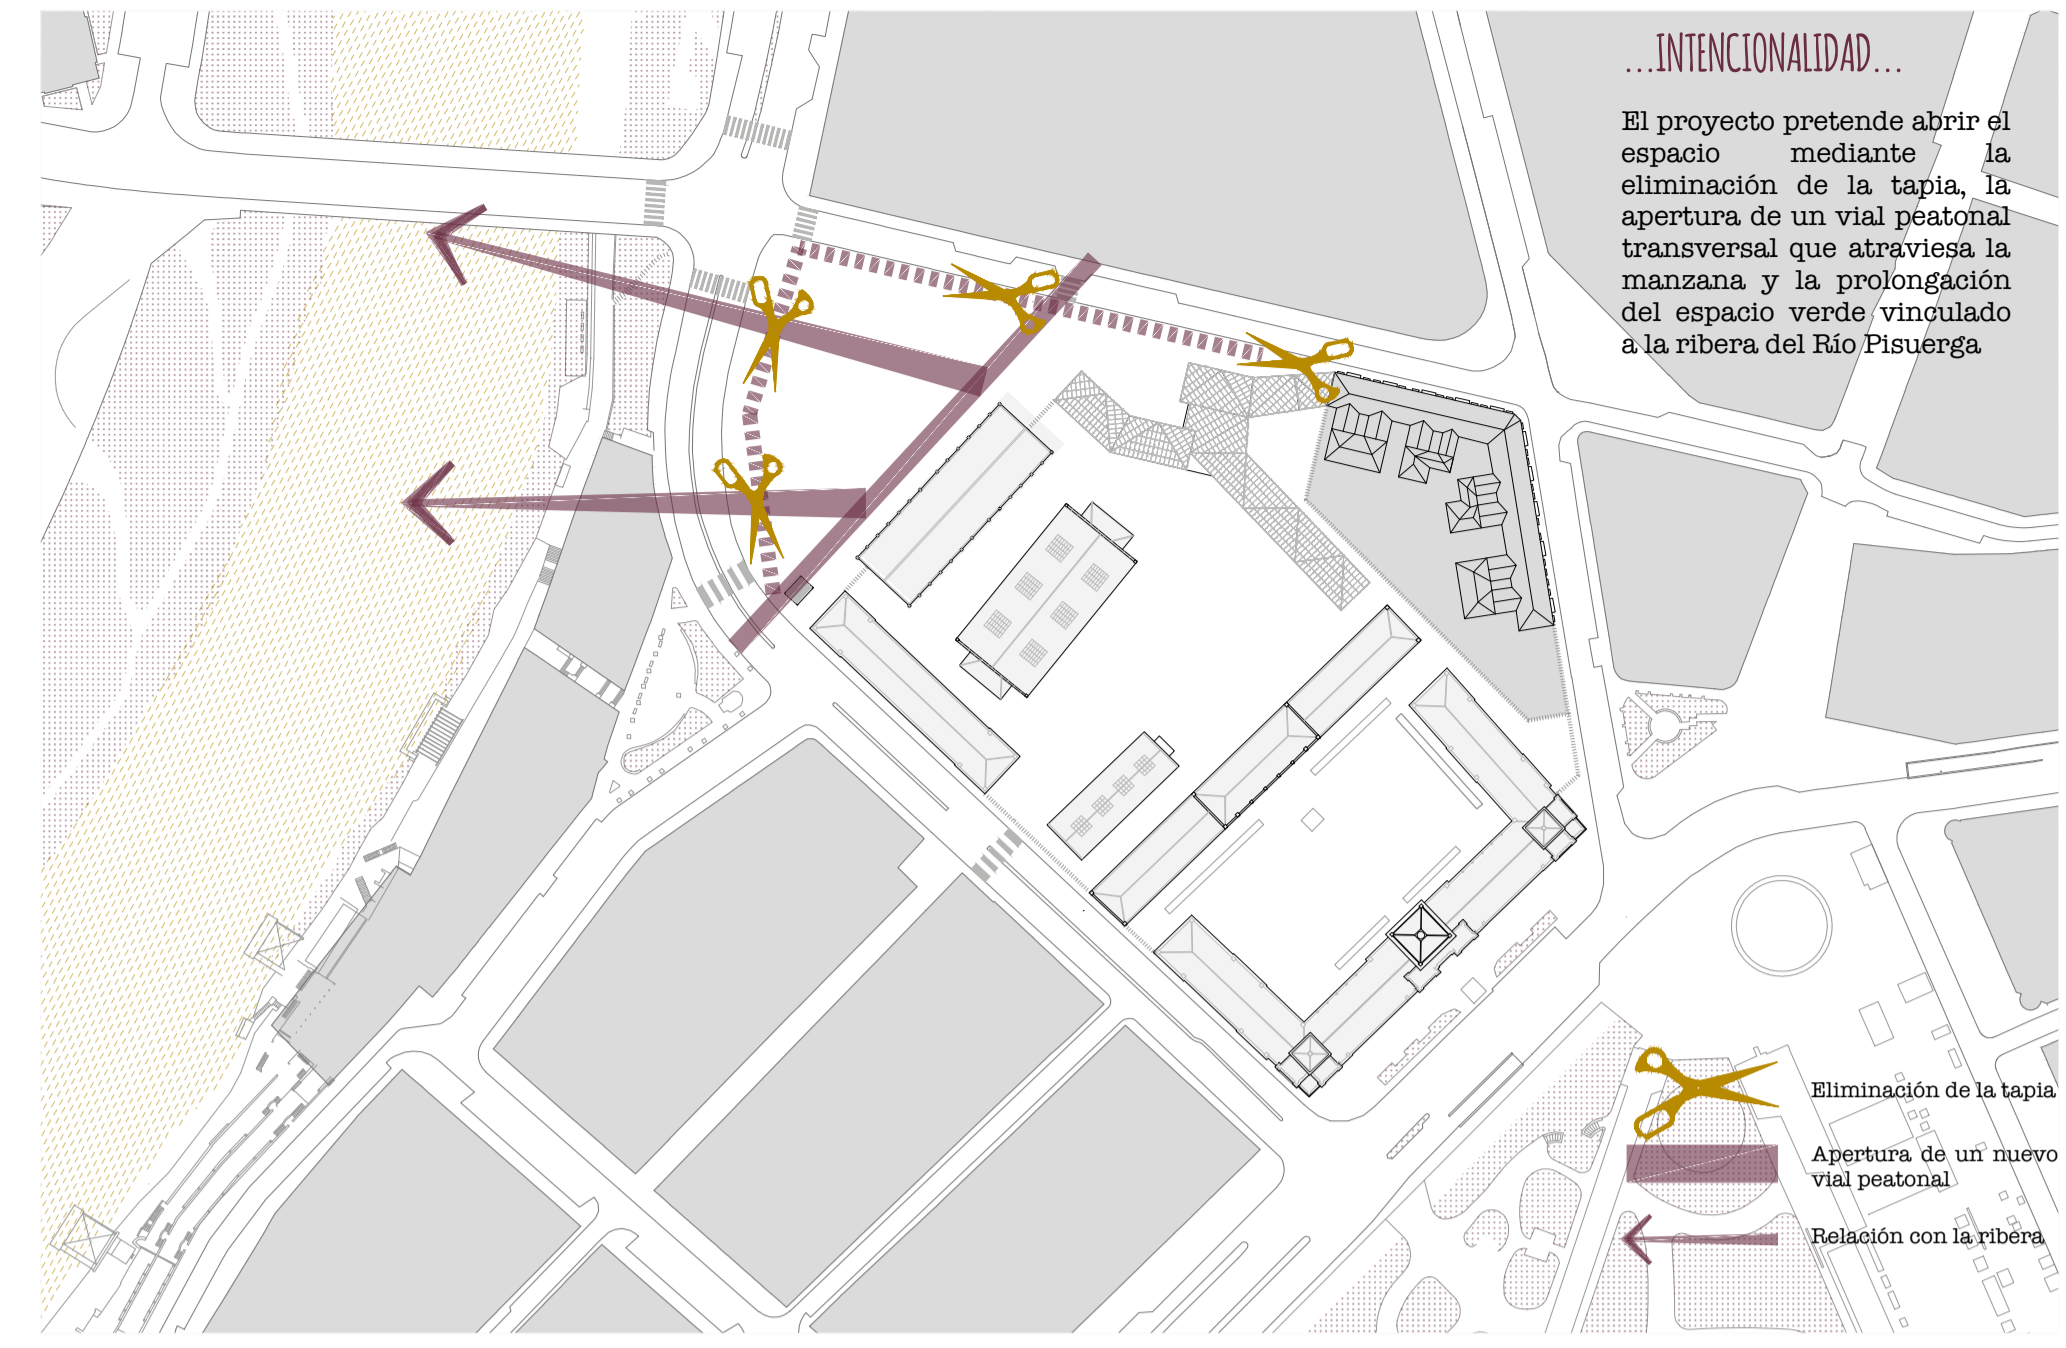 ...INTENCIONALIDAD...
El proyecto pretende abrir el
espacio mediante la
eliminación de la tapia, la
apertura de un vial peatonal
transversal que atraviesa la
manzana y la prolongación
del espacio verde vinculado
a la ribera del Río Pisuerga
Eliminación de la tapia
Apertura de un nuevo
vial peatonal
Relación con la ribera